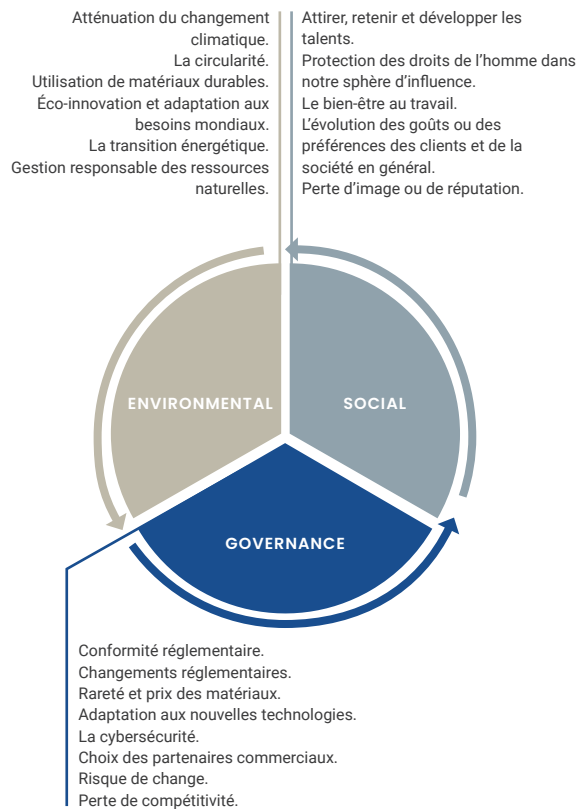 Atténuation du changement
climatique.
La circularité.
Utilisation de matériaux durables.
Éco-innovation et adaptation aux
besoins mondiaux.
La transition énergétique.
Gestion responsable des ressources
naturelles.
Attirer, retenir et développer les
talents.
Protection des droits de l'homme dans
notre sphère d'influence.
Le bien-être au travail.
L'évolution des goûts ou des
préférences des clients et de la
société en général.
Perte d'image ou de réputation.
ENVIRONMENTAL
SOCIAL
GOVERNANCE
Conformité réglementaire.
Changements réglementaires.
Rareté et prix des matériaux.
Adaptation aux nouvelles technologies.
La cybersécurité.
Choix des partenaires commerciaux.
Risque de change.
Perte de compétitivité.